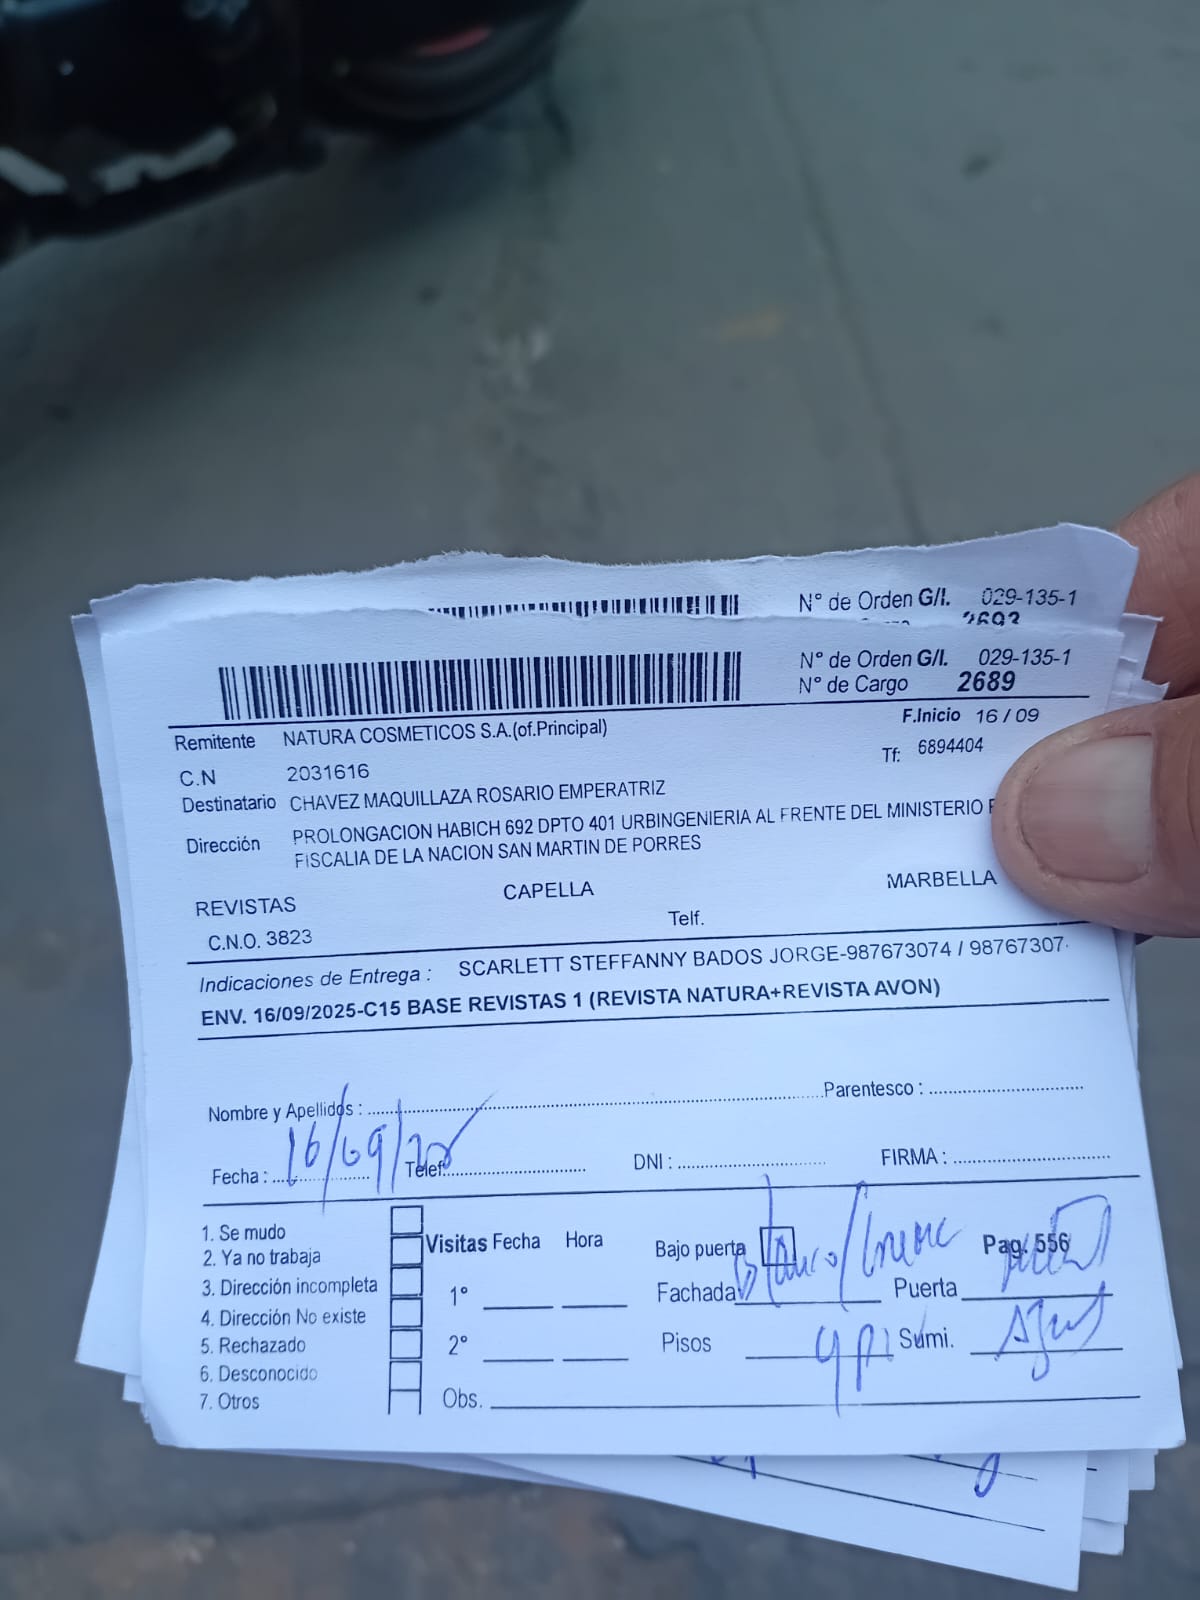 N° de Orden G/I. 029-135-1
2693
N° de Orden G/I. 029-135-1
N° de Cargo 2689
F.Inicio 16 / 09
Remitente NATURA COSMETICOS S.A.(of.Principal)
Tf: 6894404
C.N 2031616
Destinatario CHAVEZ MAQUILLAZA ROSARIO EMPERATRIZ
Dirección PROLONGACION HABICH 692 DPTO 401 URBINGENIERIA AL FRENTE DEL MINISTERIO
FISCALIA DE LA NACION SAN MARTIN DE PORRES
REVISTAS CAPELLA MARBELLA
C.N.O. 3823 Telf.
Indicaciones de Entrega : SCARLETT STEFFANNY BADOS JORGE-987673074 / 98767307
ENV. 16/09/2025-C15 BASE REVISTAS 1 (REVISTA NATURA+REVISTA AVON)
Nombre y Apellidos : Parentesco :
Fecha : 16/09/25 Telef: DNI : FIRMA :
1. Se mudo
2. Ya no trabaja
3. Dirección incompleta
4. Dirección No existe
5. Rechazado
6. Desconocido
7. Otros
Visitas Fecha Hora
1°
2°
Obs.
Bajo puerta Pag. 556
Fachada Blanco/ Puerta
Pisos 4 pi Sumi.